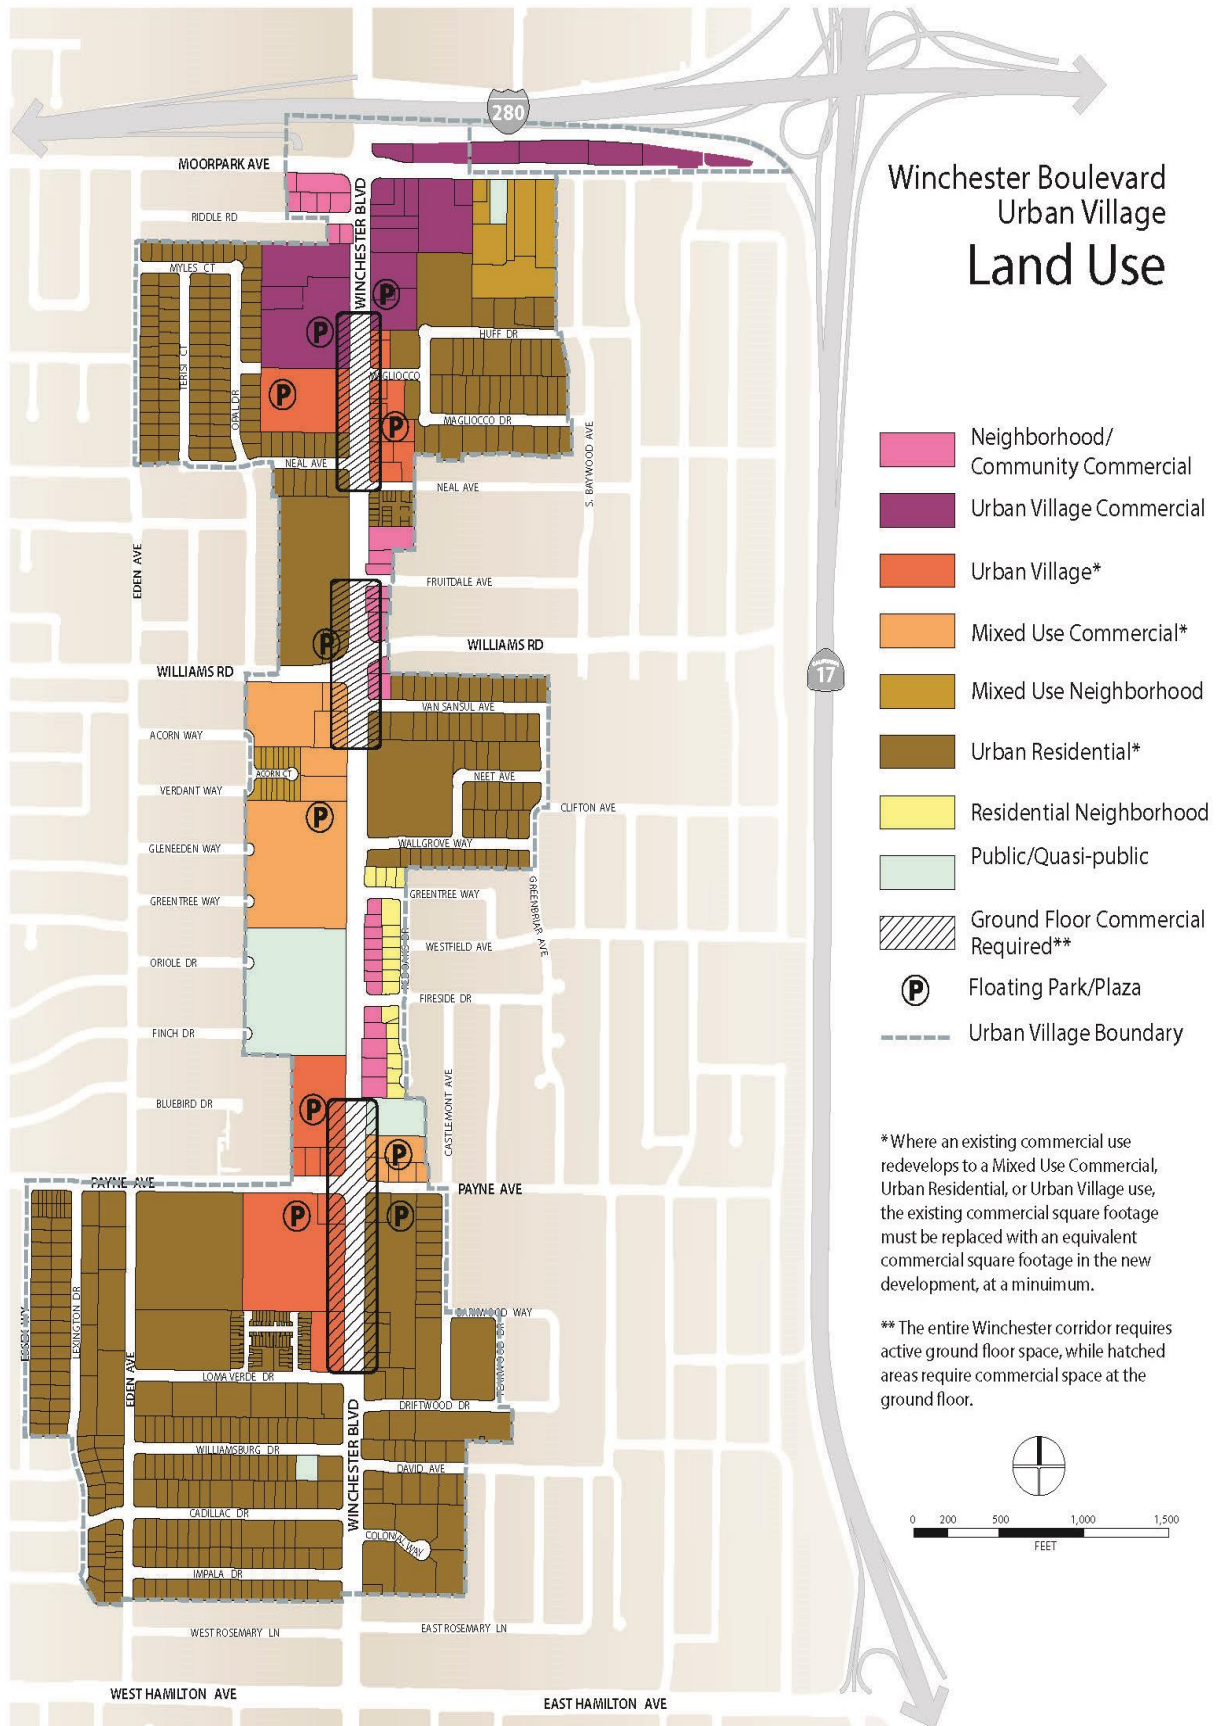 280
MOORPARK AVE
WINCHESTER BLVD
RIDDLE RD
MYLES CT
TERISI CT
OPAL DR
P
P
P
P
HUFF DR
MAGLIOCCO
MAGLIOCCO DR
NEAL AVE
NEAL AVE
S. BAYWOOD AVE
EDEN AVE
FRUITDALE AVE
P
WILLIAMS RD
WILLIAMS RD
17
VAN SANSUL AVE
ACORN WAY
ACORN CT
NEET AVE
VERDANT WAY
CLIFTON AVE
P
GLENEEDEN WAY
WALLGROVE WAY
GREENTREE WAY
GREENTREE WAY
GREENBRIAR AVE
WESTFIELD AVE
ORIOLE DR
FIRESIDE DR
FINCH DR
CASTLEMONT AVE
BLUEBIRD DR
P
P
PAYNE AVE
PAYNE AVE
P
P
ESSEX WY
LEXINGTON DR
EDEN AVE
LOMA VERDE DR
DRIFTWOOD DR
WINCHESTER BLVD
WILLIAMSBURG DR
DAVID AVE
CADILLAC DR
COLONIAL WAY
IMPALA DR
WEST ROSEMARY LN
EAST ROSEMARY LN
WEST HAMILTON AVE
EAST HAMILTON AVE
Winchester Boulevard
Urban Village
Land Use
Neighborhood/
Community Commercial
Urban Village Commercial
Urban Village*
Mixed Use Commercial*
Mixed Use Neighborhood
Urban Residential*
Residential Neighborhood
Public/Quasi-public
Ground Floor Commercial
Required**
P Floating Park/Plaza
Urban Village Boundary
* Where an existing commercial use
redevelops to a Mixed Use Commercial,
Urban Residential, or Urban Village use,
the existing commercial square footage
must be replaced with an equivalent
commercial square footage in the new
development, at a minuimum.
** The entire Winchester corridor requires
active ground floor space, while hatched
areas require commercial space at the
ground floor.
0 200 500 1,000 1,500
FEET